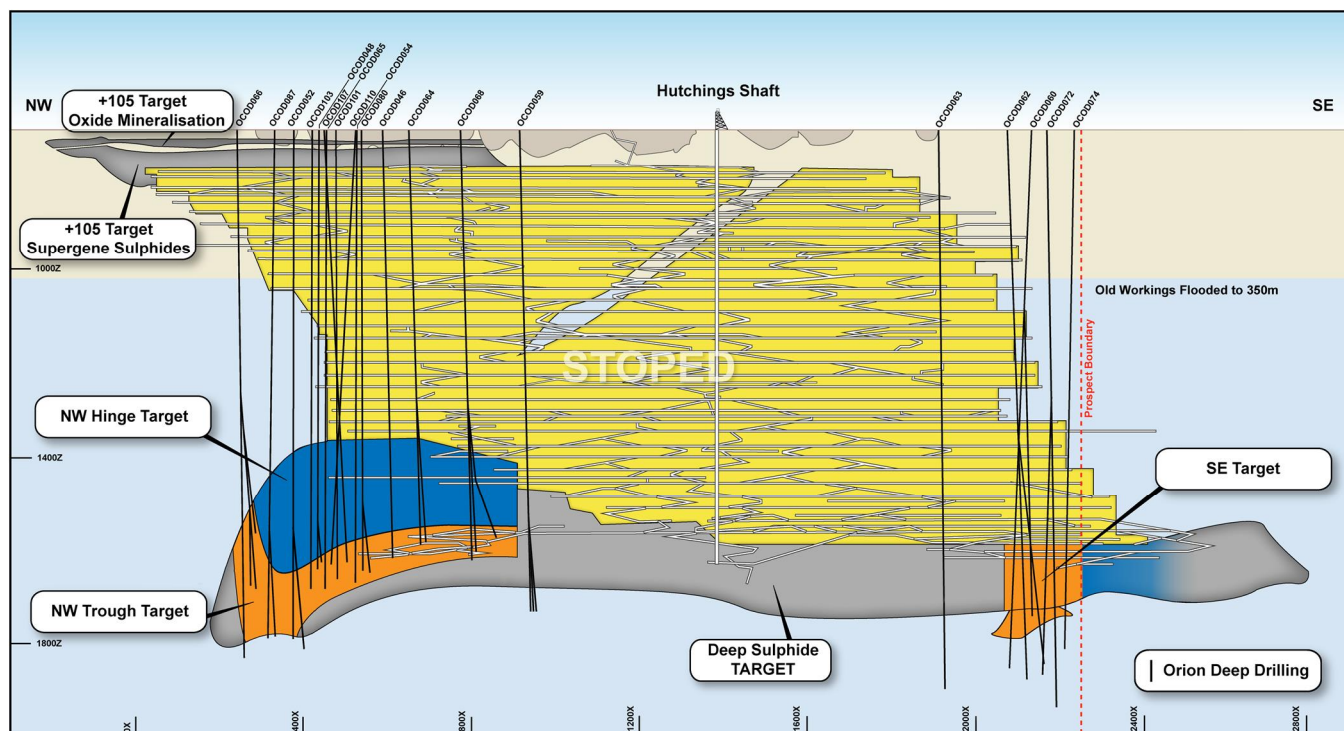 NW
+105 Target
Oxide Mineralisation
OCOD066
OCOD087
OCOD052
OCOD103
OCOD107
OCOD048
OCOD101
OCOD065
OCOD110
OCOD080
OCOD054
OCOD046
OCOD064
OCOD068
OCOD059
Hutchings Shaft
OCOD063
OCOD062
OCOD060
OCOD072
OCOD074
SE
+105 Target
Supergene Sulphides
1000Z
Old Workings Flooded to 350m
STOPED
Prospect Boundary
NW Hinge Target
1400Z
SE Target
NW Trough Target
1800Z
Deep Sulphide
TARGET
Orion Deep Drilling
400X
800X
1200X
1600X
2000X
2400X
2800X